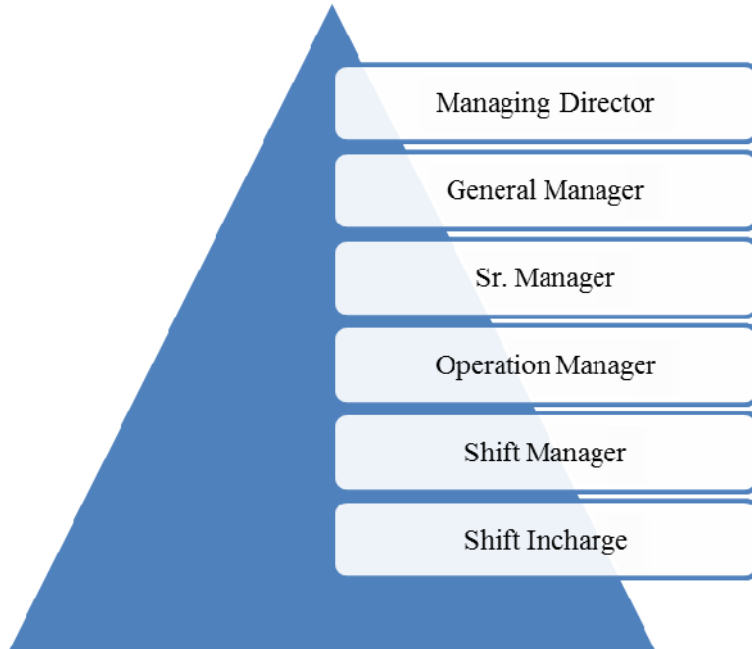 Managing Director
General Manager
Sr. Manager
Operation Manager
Shift Manager
Shift Incharge